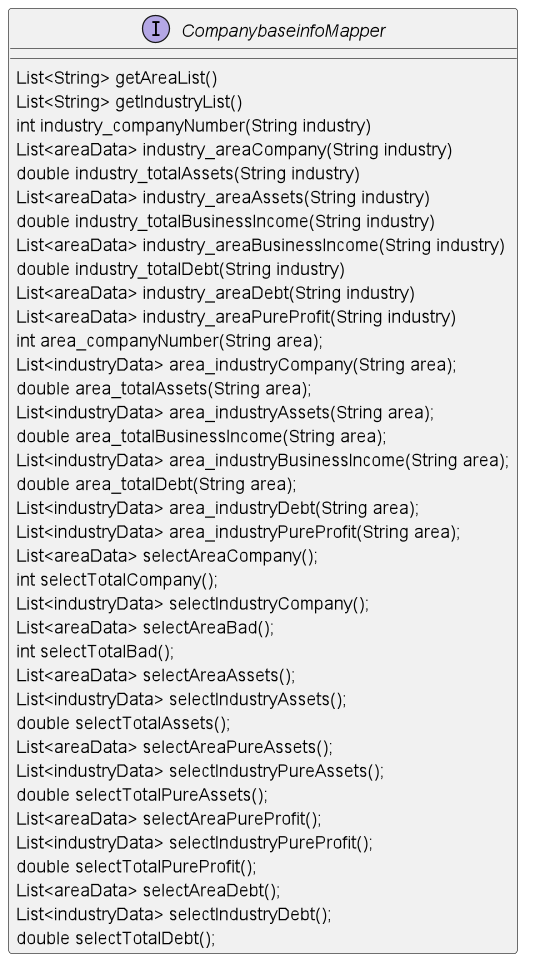 I CompanybaseinfoMapper
List<String> getAreaList()
List<String> getIndustryList()
int industry_companyNumber(String industry)
List<areaData> industry_areaCompany(String industry)
double industry_totalAssets(String industry)
List<areaData> industry_areaAssets(String industry)
double industry_totalBusinessIncome(String industry)
List<areaData> industry_areaBusinessIncome(String industry)
double industry_totalDebt(String industry)
List<areaData> industry_areaDebt(String industry)
List<areaData> industry_areaPureProfit(String industry)
int area_companyNumber(String area);
List<industryData> area_industryCompany(String area);
double area_totalAssets(String area);
List<industryData> area_industryAssets(String area);
double area_totalBusinessIncome(String area);
List<industryData> area_industryBusinessIncome(String area);
double area_totalDebt(String area);
List<industryData> area_industryDebt(String area);
List<industryData> area_industryPureProfit(String area);
List<areaData> selectAreaCompany();
int selectTotalCompany();
List<industryData> selectIndustryCompany();
List<areaData> selectAreaBad();
int selectTotalBad();
List<areaData> selectAreaAssets();
List<industryData> selectIndustryAssets();
double selectTotalAssets();
List<areaData> selectAreaPureAssets();
List<industryData> selectIndustryPureAssets();
double selectTotalPureAssets();
List<areaData> selectAreaPureProfit();
List<industryData> selectIndustryPureProfit();
double selectTotalPureProfit();
List<areaData> selectAreaDebt();
List<industryData> selectIndustryDebt();
double selectTotalDebt();